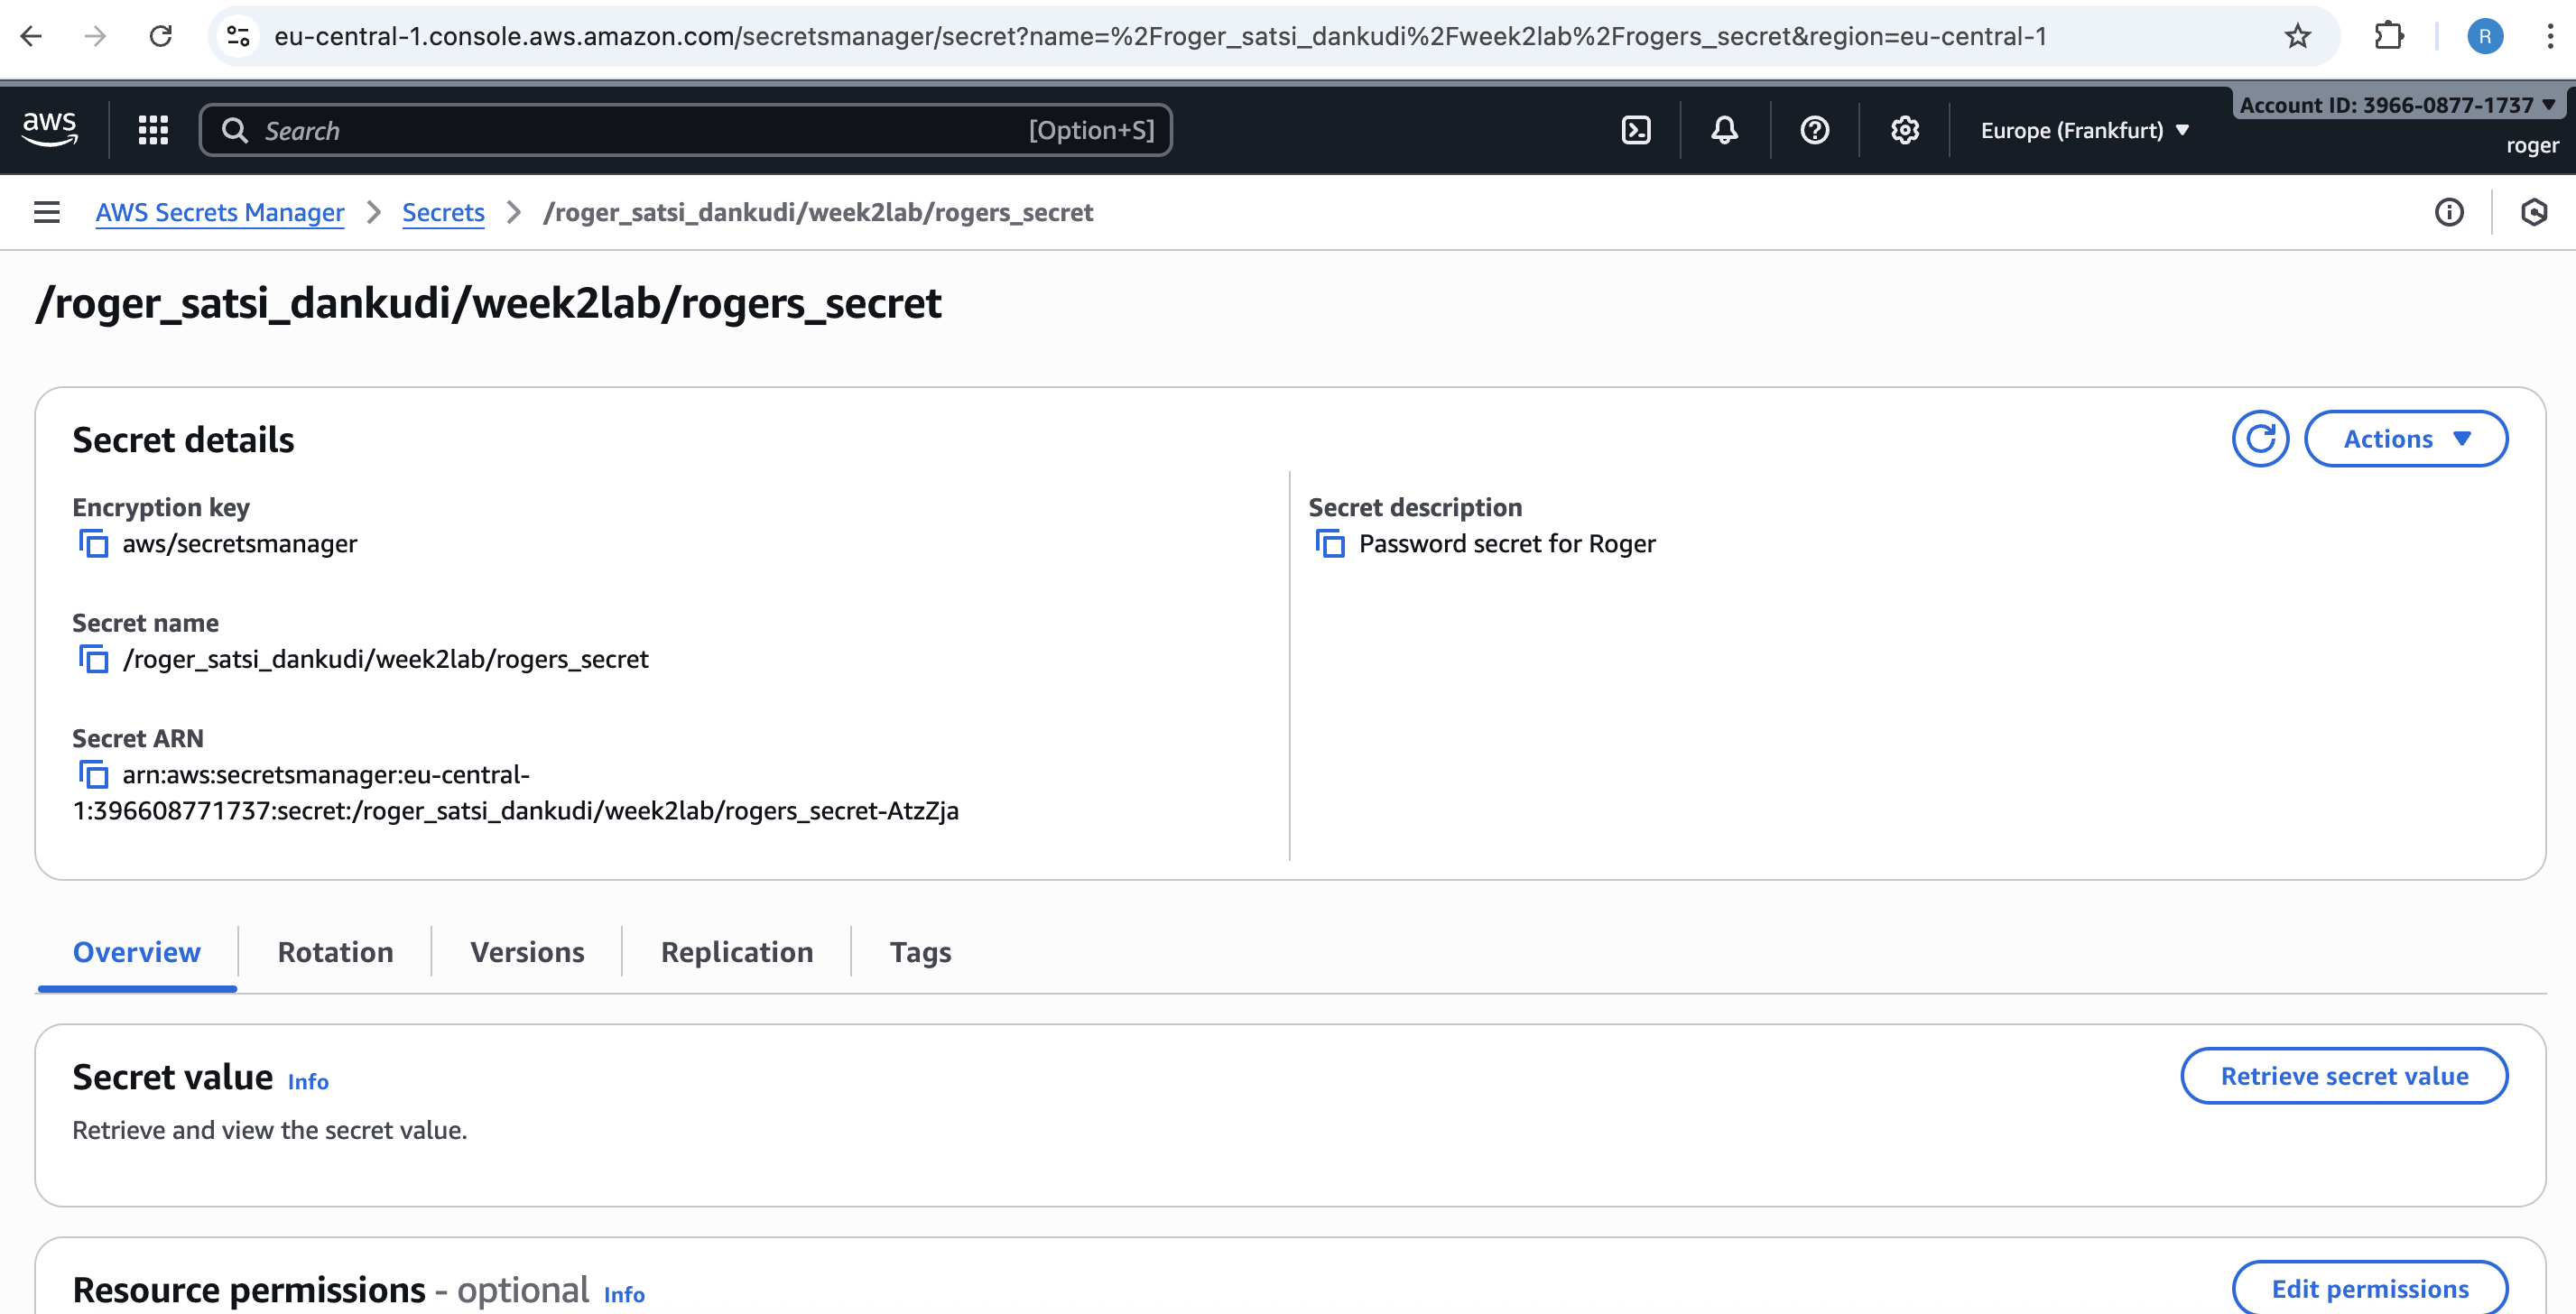 eu-central-1.console.aws.amazon.com/secretsmanager/secret?name=%2Froger_satsi_dankudi%2Fweek2lab%2Frogers_secret&region=eu-central-1
R
aws
Search
[Option+S]
Europe (Frankfurt)
Account ID: 3966-0877-1737
roger
AWS Secrets Manager
Secrets
/roger_satsi_dankudi/week2lab/rogers_secret
/roger_satsi_dankudi/week2lab/rogers_secret
Secret details
Actions
Encryption key
aws/secretsmanager
Secret name
/roger_satsi_dankudi/week2lab/rogers_secret
Secret ARN
arn:aws:secretsmanager:eu-central-
1:396608771737:secret:/roger_satsi_dankudi/week2lab/rogers_secret-AtzZja
Secret description
Password secret for Roger
Overview
Rotation
Versions
Replication
Tags
Secret value Info
Retrieve secret value
Retrieve and view the secret value.
Resource permissions - optional Info
Edit permissions